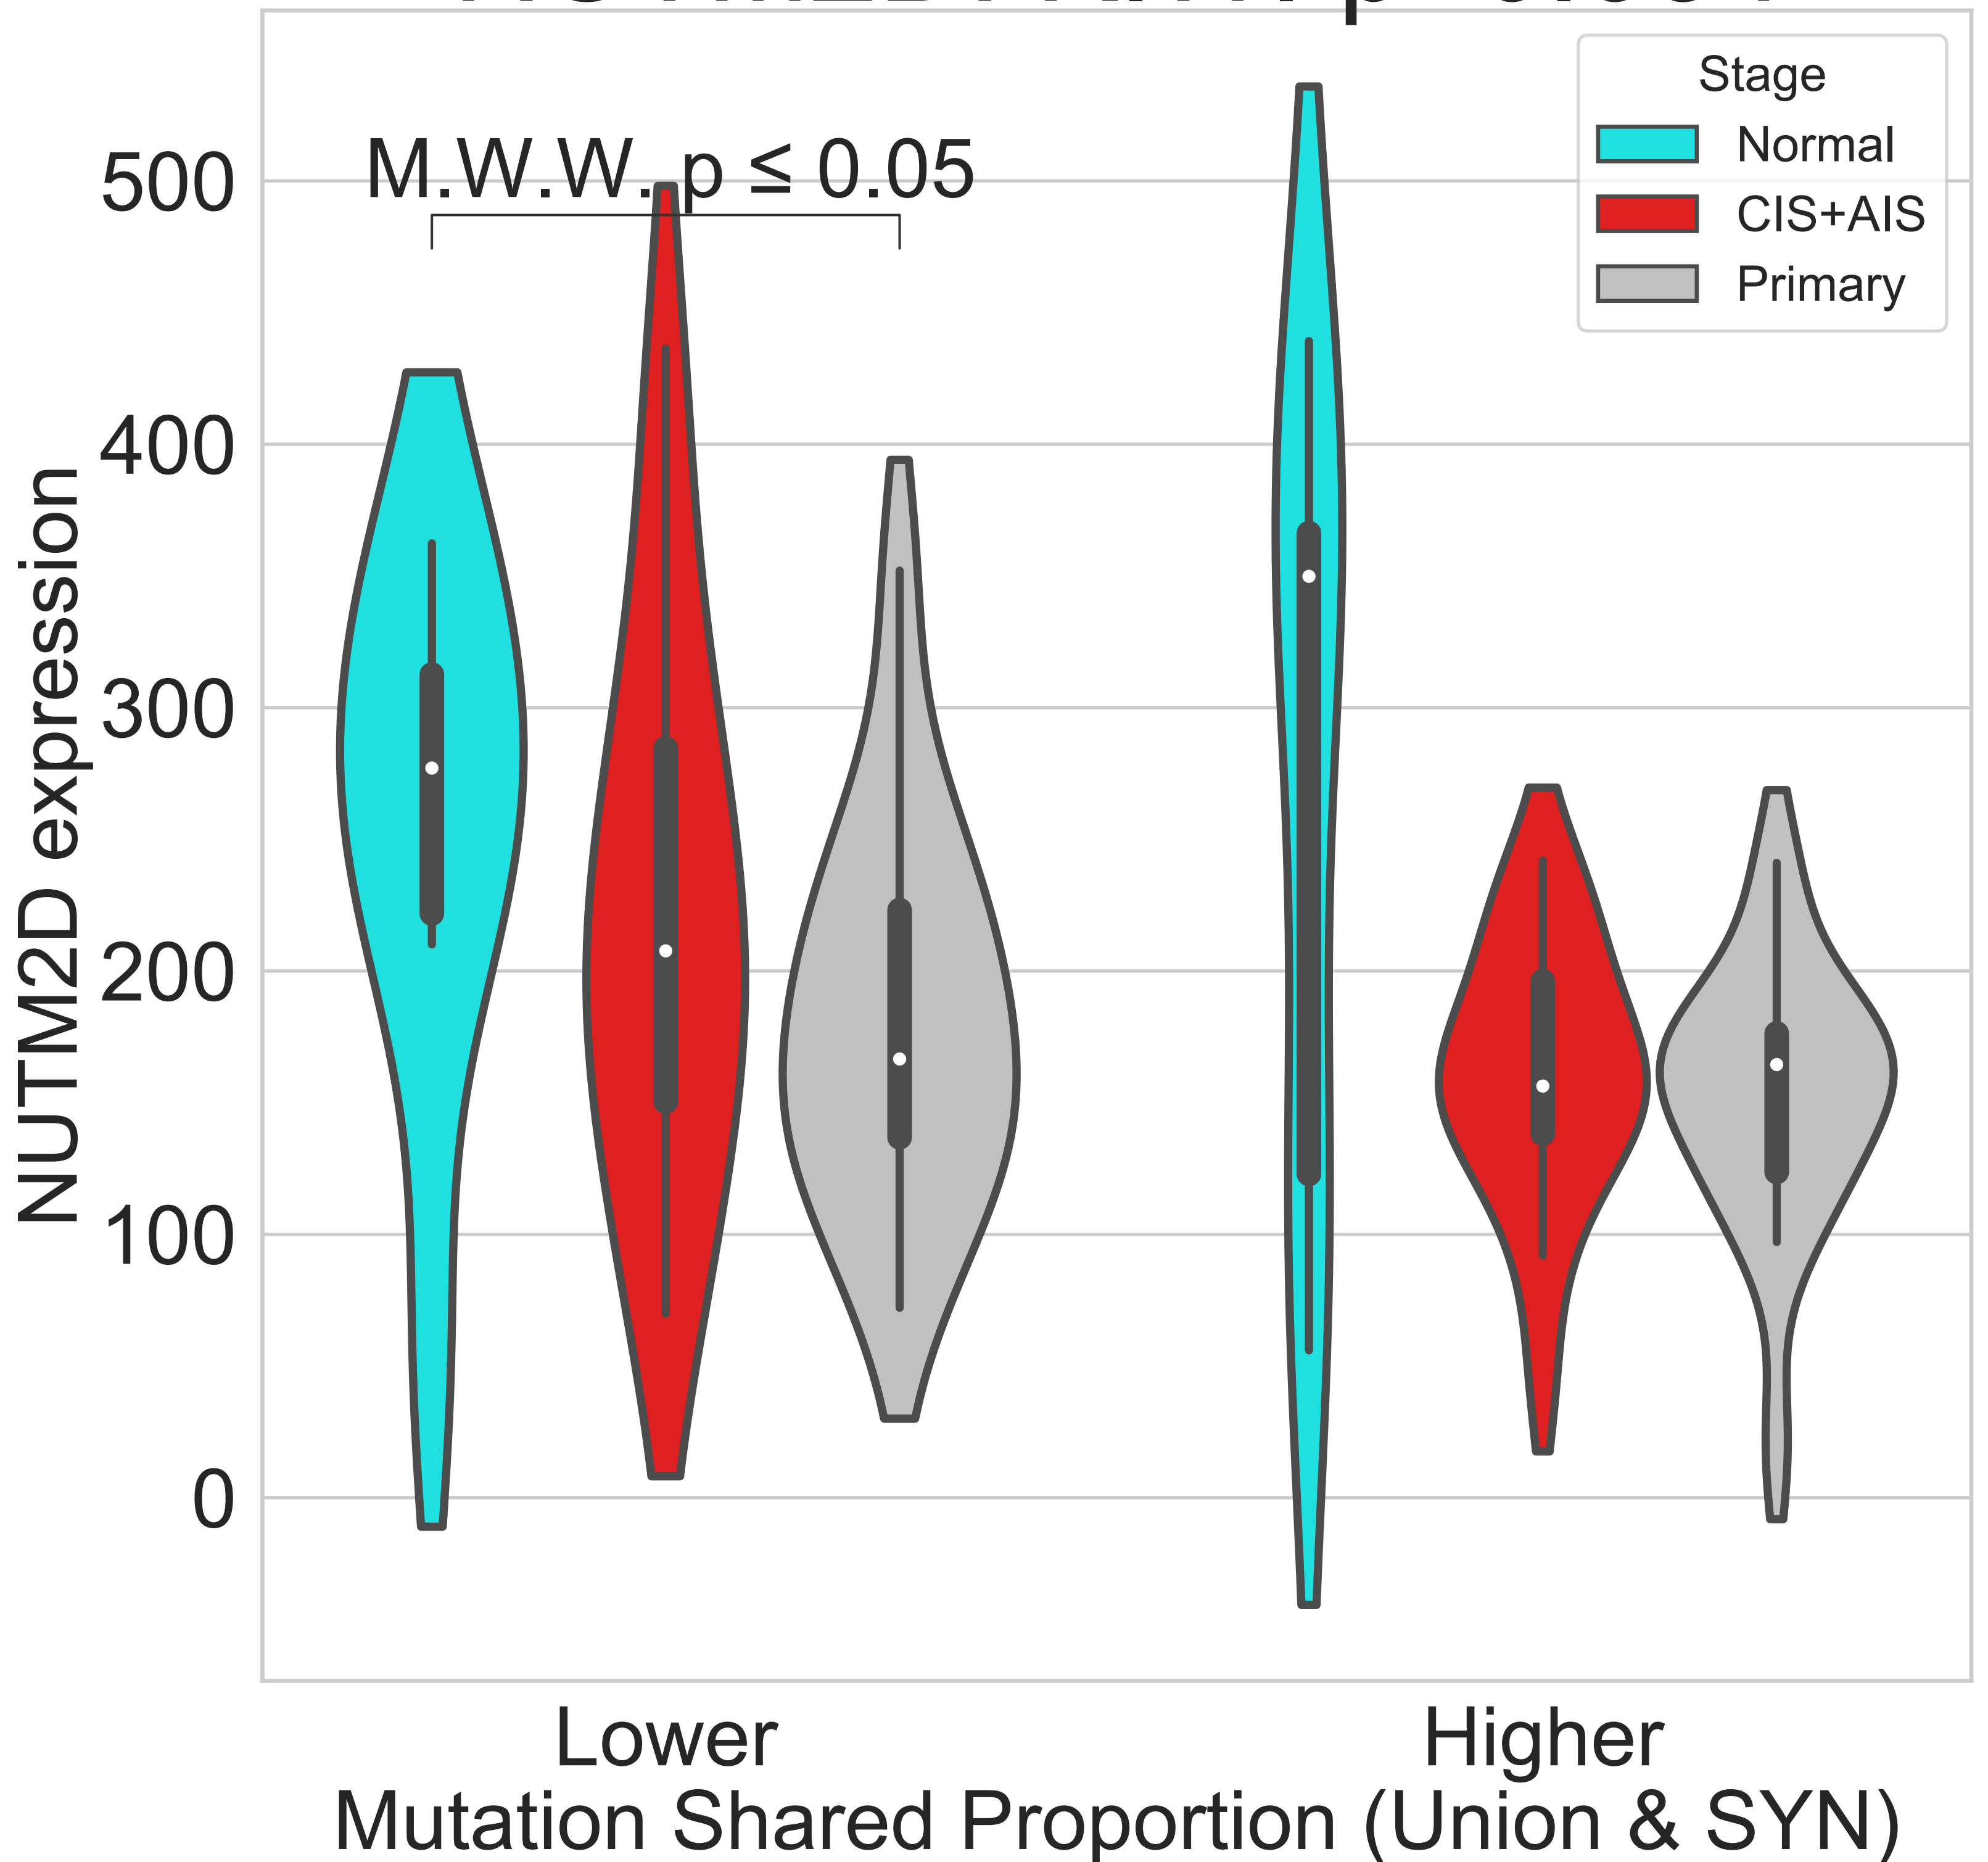 Stage
Normal
CIS+AIS
Primary
M.W.W. p ≤ 0.05
500
400
300
200
100
0
NUTM2D expression
Lower
Higher
Mutation Shared Proportion (Union & SYN)